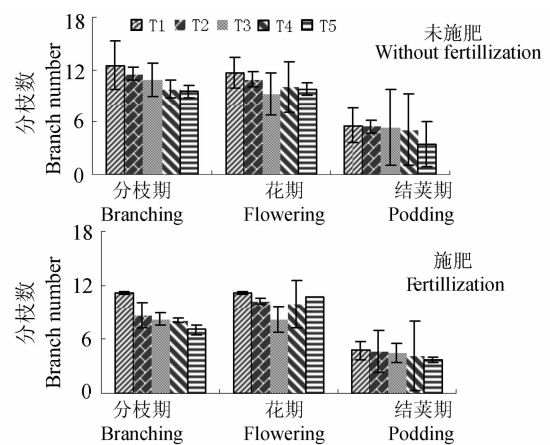 18
12
6
0
分枝数
Branch number
T1 T2 T3 T4 T5
未施肥
Without fertillization
分枝期 花期 结荚期
Branching Flowering Podding
18
12
6
0
分枝数
Branch number
施肥
Fertillization
分枝期 花期 结荚期
Branching Flowering Podding